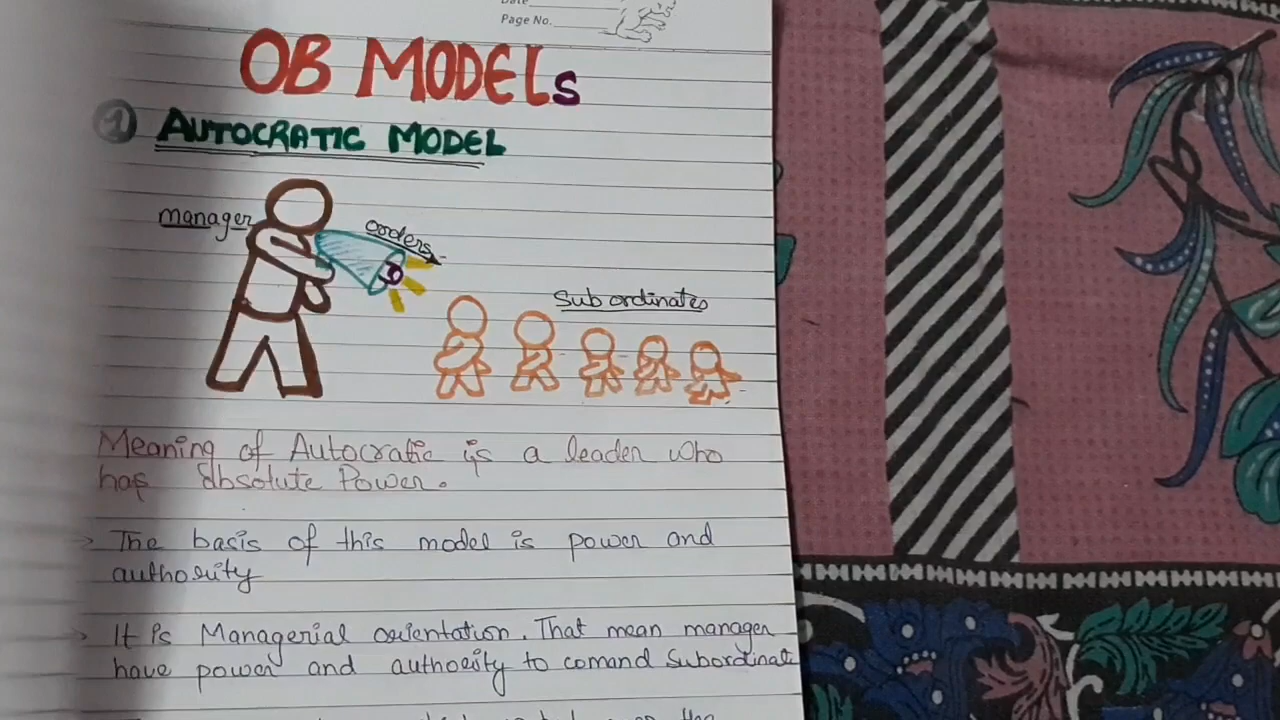 Page No.
OB MODELs
1 AUTOCRATIC MODEL
manager
orders
Subordinates
Meaning of Autocratic is a leader who
has absolute Power.
> The basis of this model is power and
authority
> It is Managerial orientation. That mean manager
have power and authority to comand Subordinat